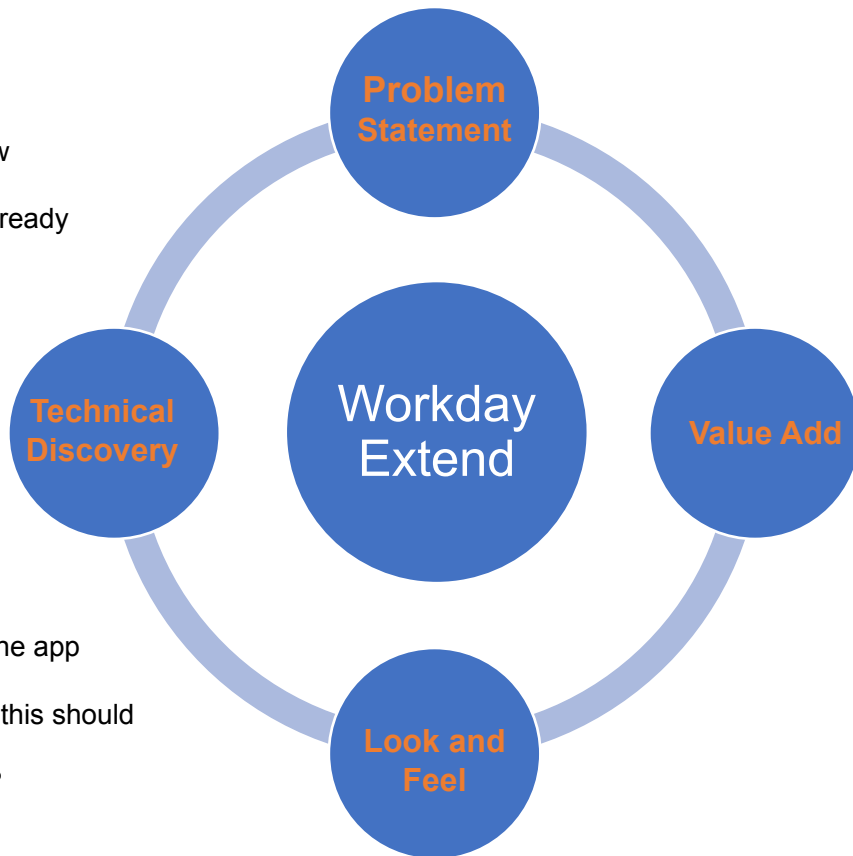 Problem
Statement
ready
Technical
Discovery
Workday
Extend
Value Add
he app
this should
Look and
Feel